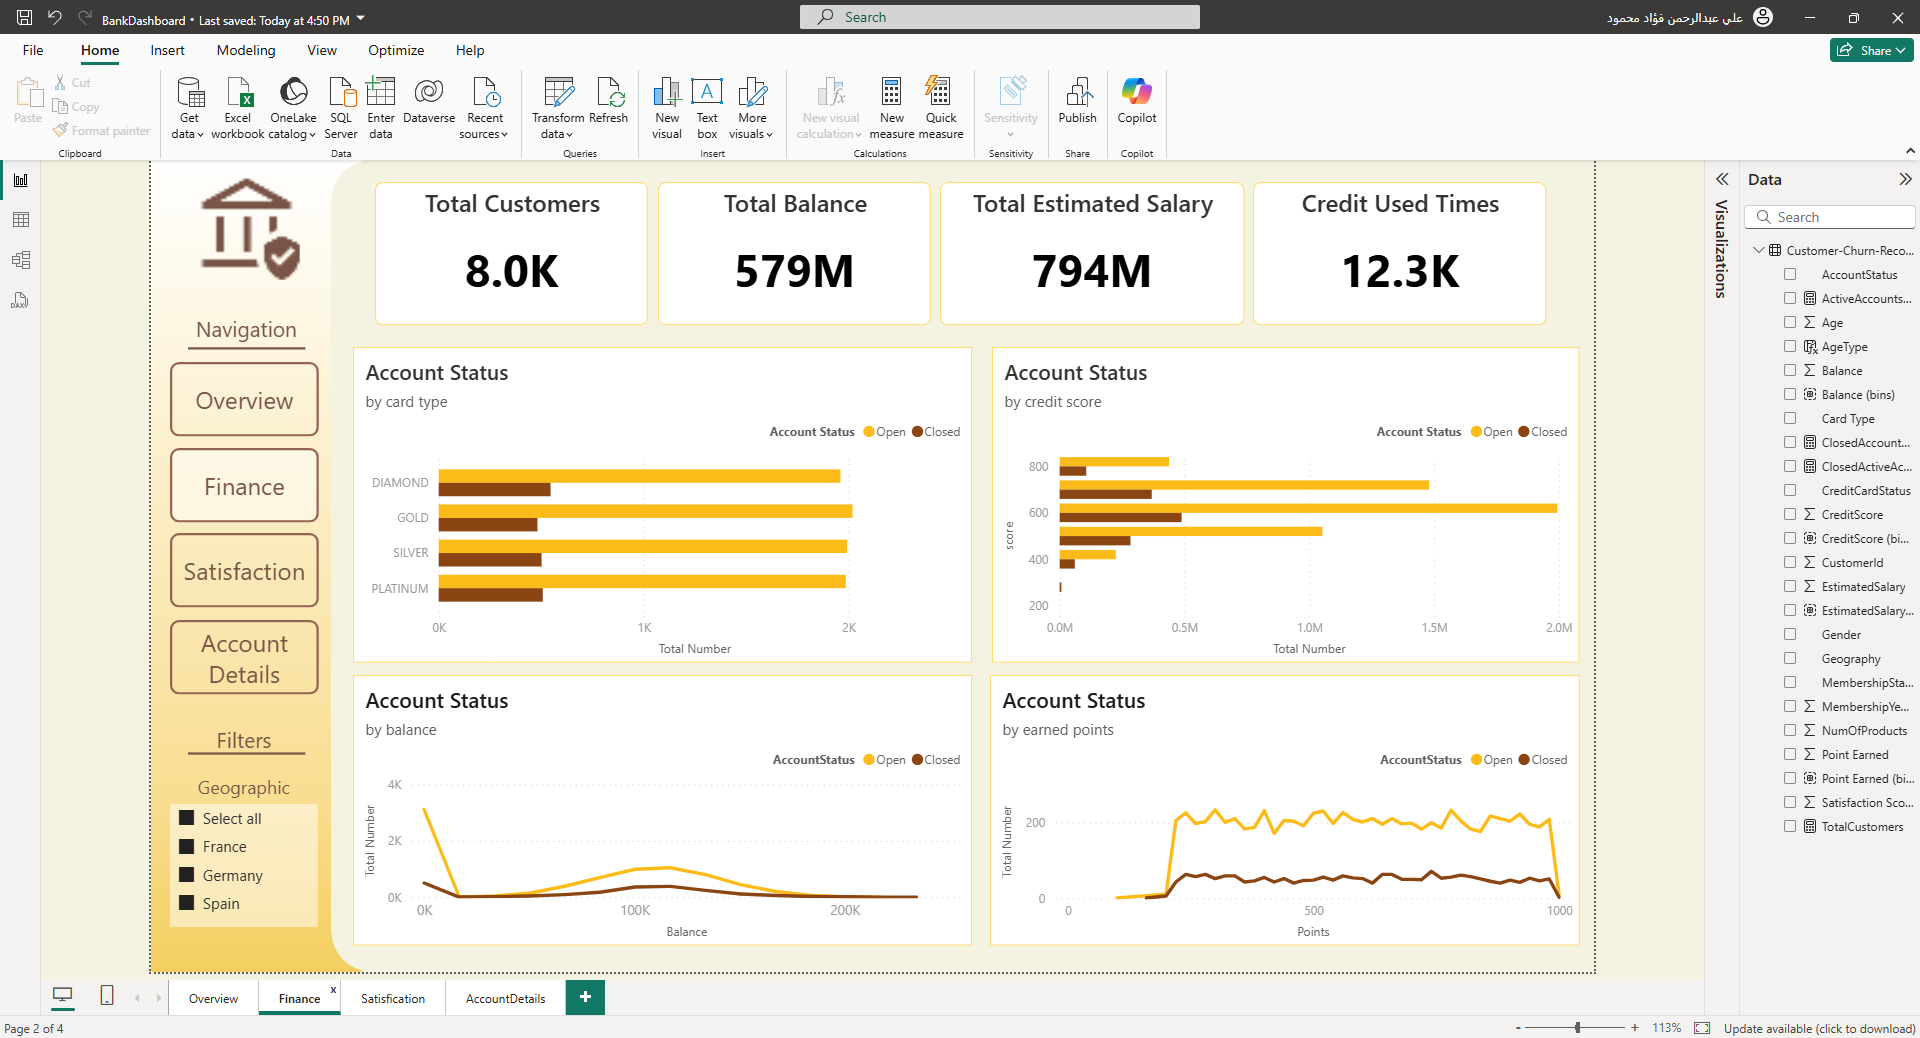 BankDashboard • Last saved: Today at 4:50 PM
Search
علي عبدالرحمن فؤاد محمود
File
Home
Insert
Modeling
View
Optimize
Help
Share
Paste
Cut
Copy
Format painter
Clipboard
Get data
Excel workbook
OneLake catalog
SQL Server
Enter data
Dataverse
Recent sources
Data
Transform data
Refresh
Queries
New visual
Text box
More visuals
Insert
New visual calculation
New measure
Quick measure
Calculations
Sensitivity
Sensitivity
Publish
Share
Copilot
Copilot
Navigation
Overview
Finance
Satisfaction
Account
Details
Filters
Geographic
Select all
France
Germany
Spain
Total Customers
8.0K
Total Balance
579M
Total Estimated Salary
794M
Credit Used Times
12.3K
Account Status
by card type
Account Status Open Closed
DIAMOND
GOLD
SILVER
PLATINUM
0K 1K 2K
Total Number
Account Status
by credit score
Account Status Open Closed
score
800
600
400
200
0.0M 0.5M 1.0M 1.5M 2.0M
Total Number
Account Status
by balance
AccountStatus Open Closed
Total Number
4K
2K
0K
0K 100K 200K
Balance
Account Status
by earned points
AccountStatus Open Closed
Total Number
200
0
0 500 1000
Points
Visualizations
Data
Search
Customer-Churn-Reco...
AccountStatus
ActiveAccounts...
Age
AgeType
Balance
Balance (bins)
Card Type
ClosedAccount...
ClosedActiveAc...
CreditCardStatus
CreditScore
CreditScore (bi...
CustomerId
EstimatedSalary
EstimatedSalary...
Gender
Geography
MembershipSta...
MembershipYe...
NumOfProducts
Point Earned
Point Earned (bi...
Satisfaction Sco...
TotalCustomers
DAX
Overview
Finance
x
Satisfication
AccountDetails
+
Page 2 of 4
- + 113%
Update available (click to download)